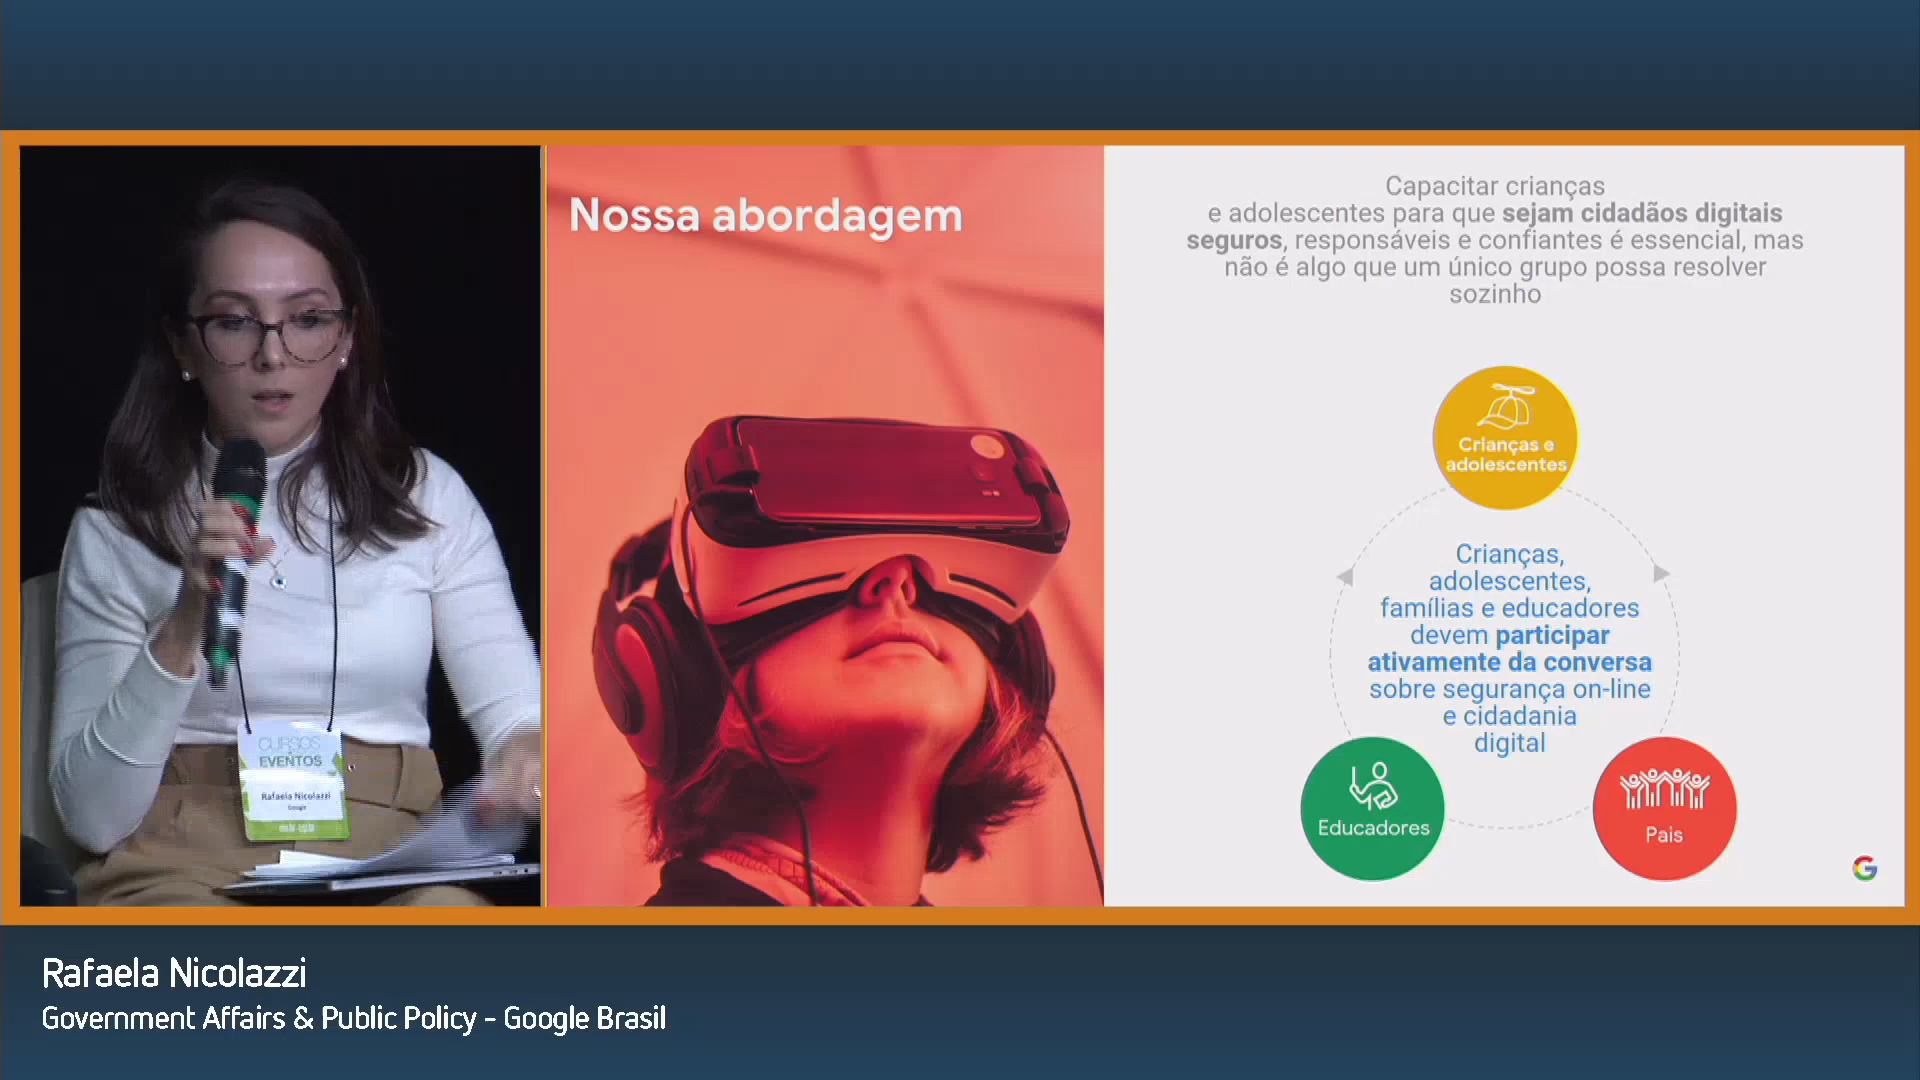 Nossa abordagem
Capacitar crianças
e adolescentes para que sejam cidadãos digitais
seguros, responsáveis e confiantes é essencial, mas
não é algo que um único grupo possa resolver
sozinho
Crianças e
adolescentes
Crianças,
adolescentes,
famílias e educadores
devem participar
ativamente da conversa
sobre segurança on-line
e cidadania
digital
Educadores
Pais
CURSOS
EVENTOS
Rafaela Nicolazzi
Google
Rafaela Nicolazzi
Government Affairs & Public Policy - Google Brasil